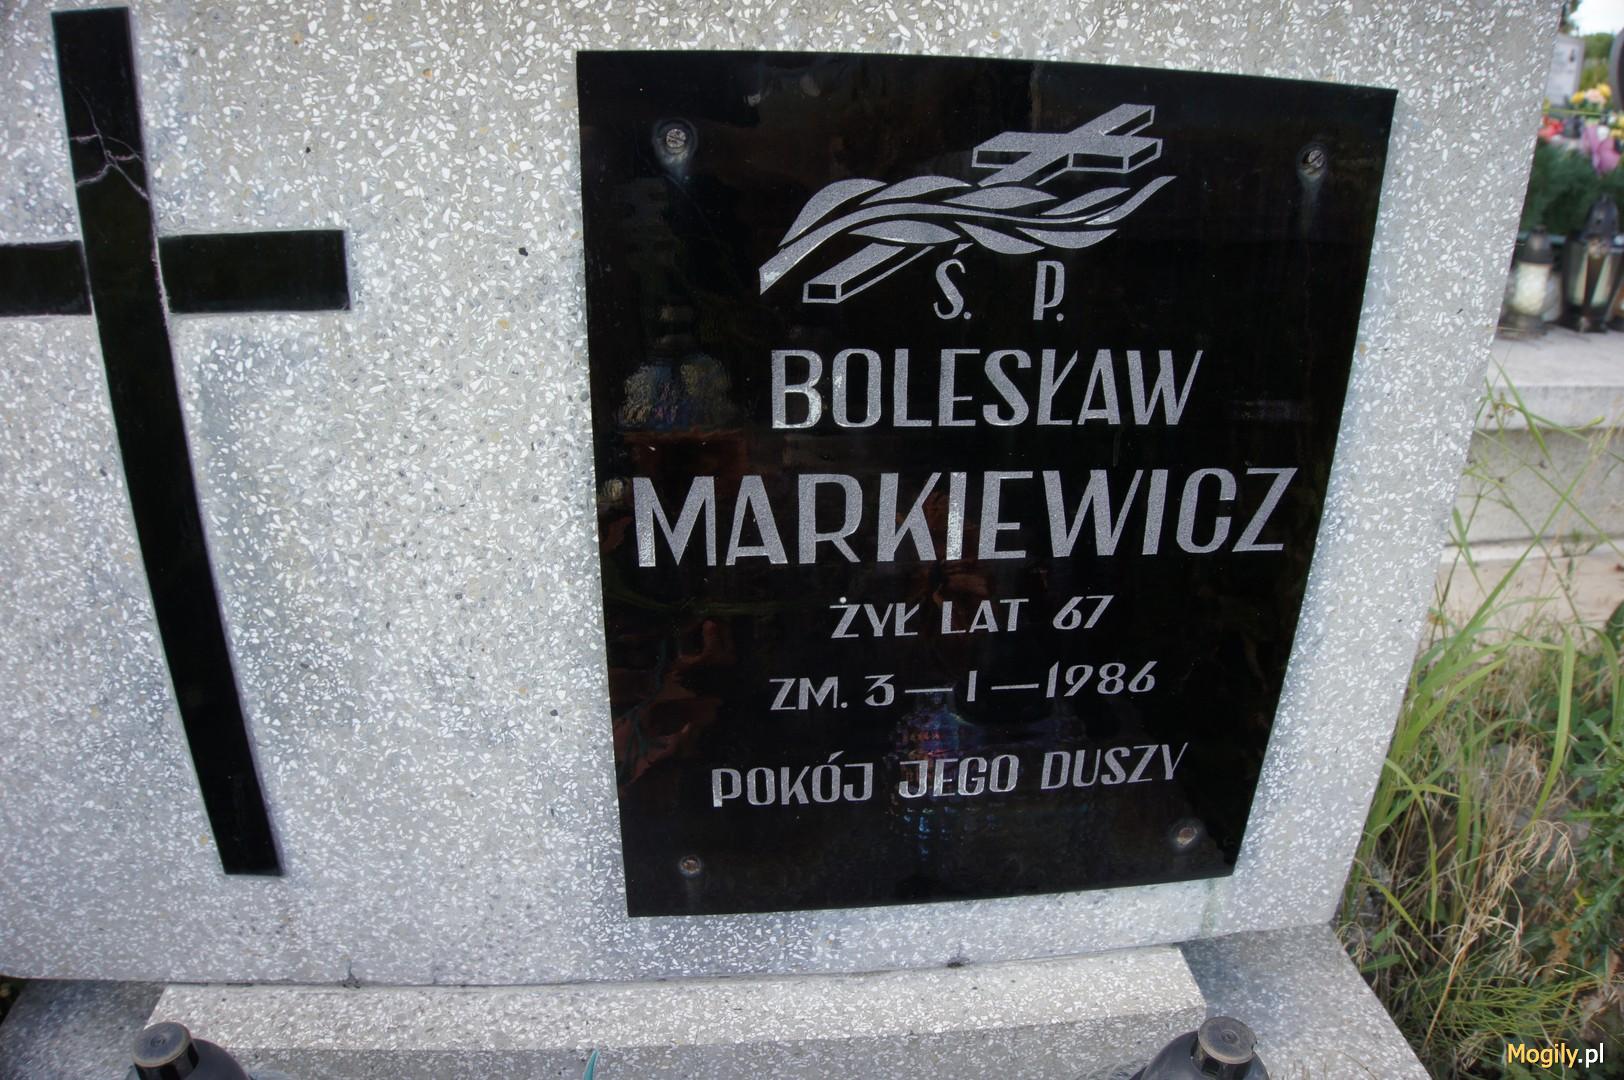 Ś. P.
BOLESŁAW
MARKIEWICZ
ŻYŁ LAT 67
ZM. 3—1—1986
POKÓJ JEGO DUSZY
Mogily.pl